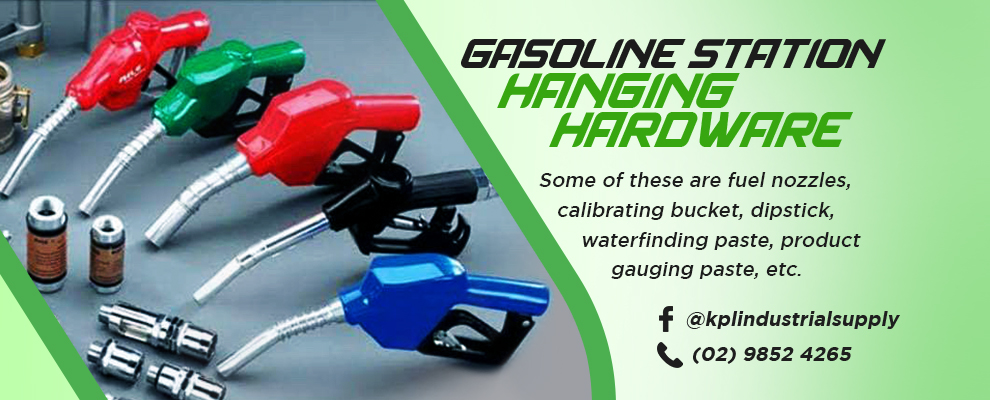 GASOLINE STATION
HANGING
HARDWARE
Some of these are fuel nozzles,
calibrating bucket, dipstick,
waterfinding paste, product
gauging paste, etc.
@kplindustrialsupply
(02) 9852 4265